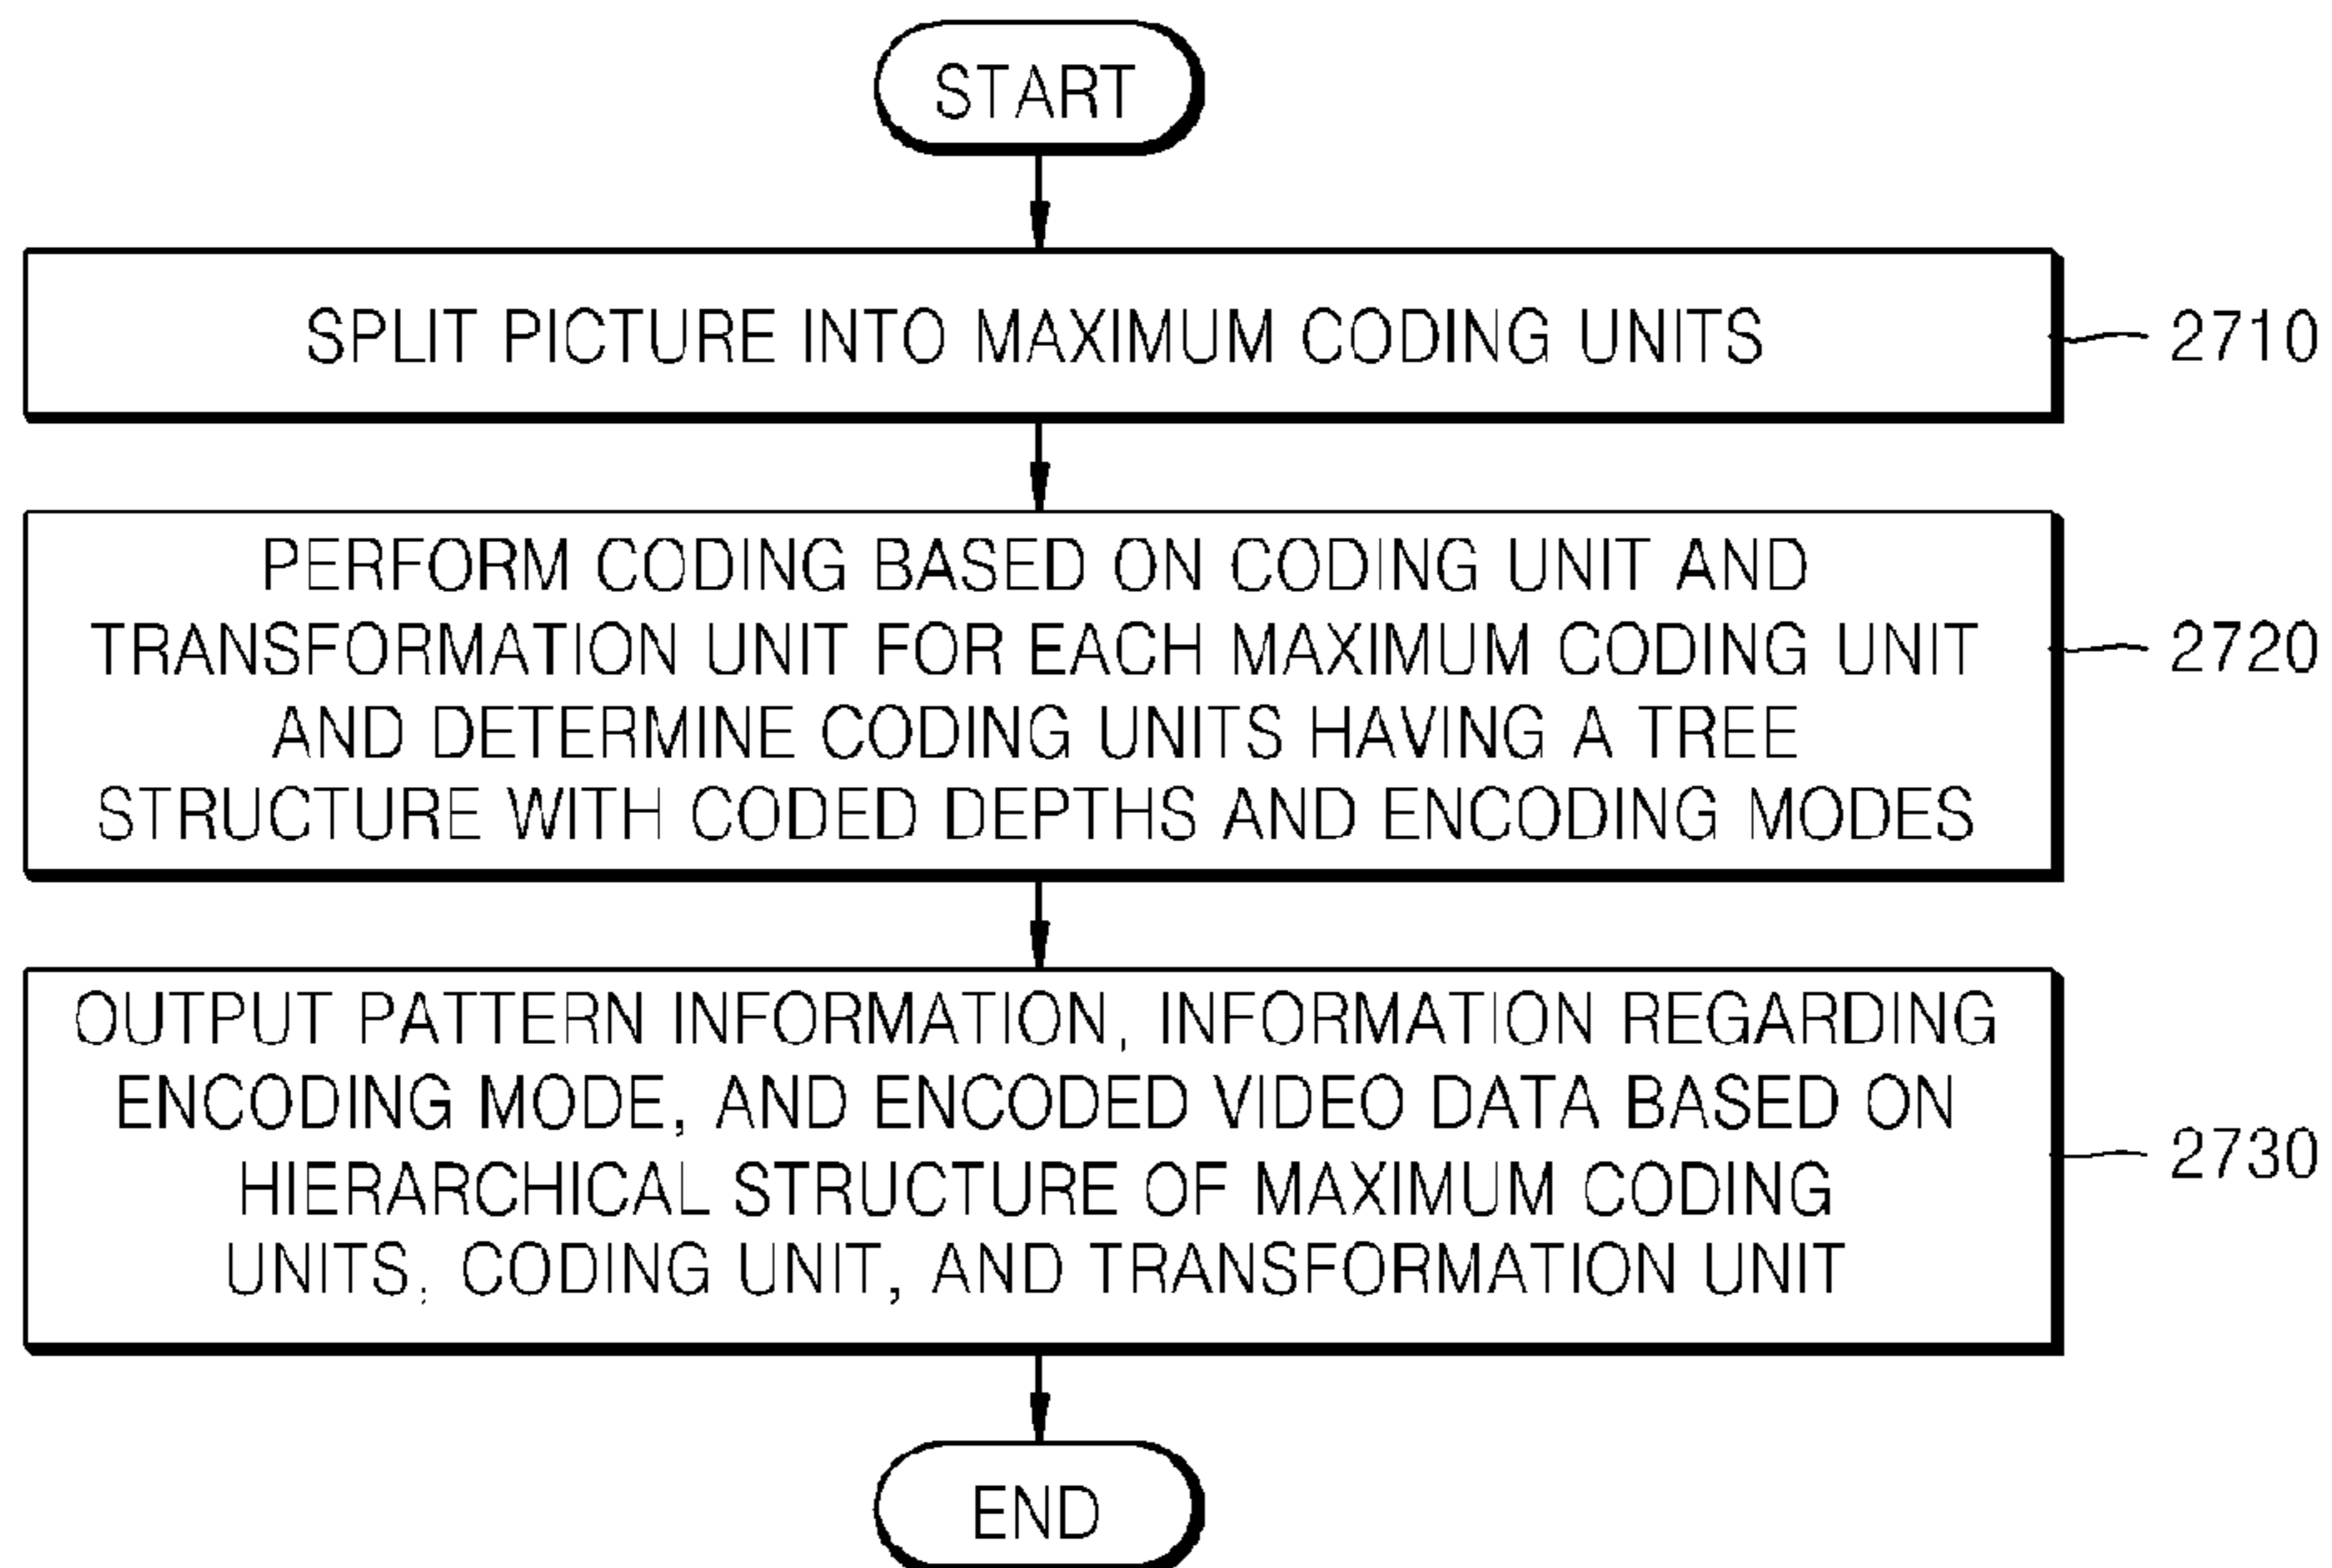 START
SPLIT PICTURE INTO MAXIMUM CODING UNITS
2710
PERFORM CODING BASED ON CODING UNIT AND
TRANSFORMATION UNIT FOR EACH MAXIMUM CODING UNIT
AND DETERMINE CODING UNITS HAVING A TREE
STRUCTURE WITH CODED DEPTHS AND ENCODING MODES
2720
OUTPUT PATTERN INFORMATION, INFORMATION REGARDING
ENCODING MODE, AND ENCODED VIDEO DATA BASED ON
HIERARCHICAL STRUCTURE OF MAXIMUM CODING
UNITS, CODING UNIT, AND TRANSFORMATION UNIT
2730
END